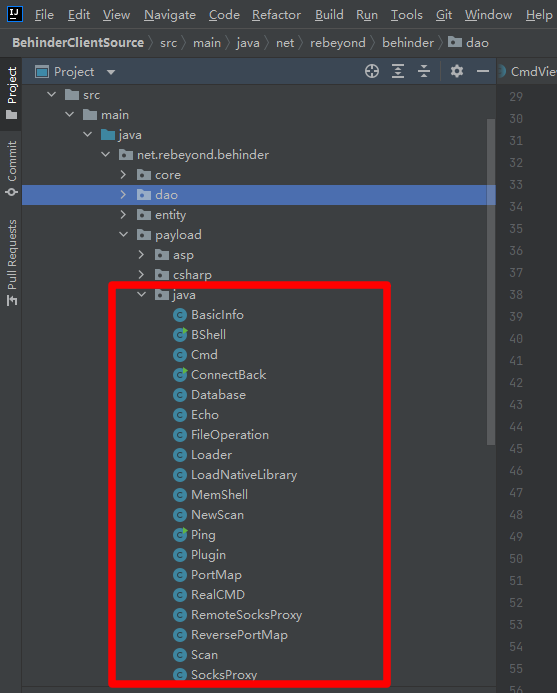 IJ File Edit View Navigate Code Refactor Build Run Tools Git Window Help
BehinderClientSource src main java net rebeyond behinder dao
Project CmdView
src
main
java
net.rebeyond.behinder
core
dao
entity
payload
asp
csharp
java
BasicInfo
BShell
Cmd
ConnectBack
Database
Echo
FileOperation
Loader
LoadNativeLibrary
MemShell
NewScan
Ping
Plugin
PortMap
RealCMD
RemoteSocksProxy
ReversePortMap
Scan
SocksProxy
Project
Commit
Pull Requests
29
30
31
32
33
34
35
36
37
38
39
40
41
42
43
44
45
46
47
48
49
50
51
52
53
54
55